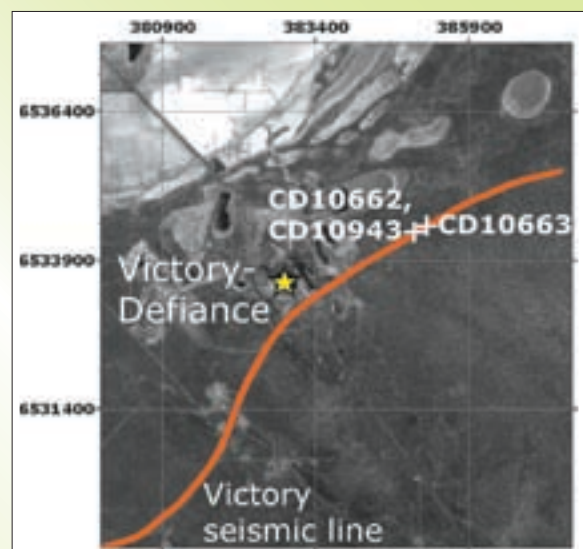 380900 383400 385900
6536400
CD10662,
CD10943 CD10663
6533900
Victory-
Defiance
6531400
Victory
seismic line